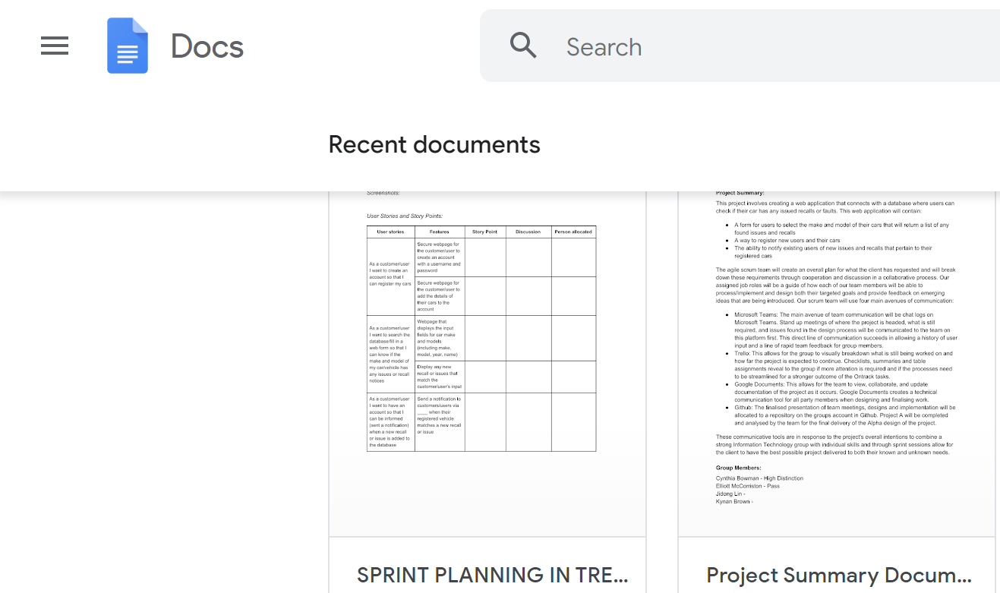 Docs
Search
Recent documents
Screenshots:
User Stories and Story Points:
User stories Features Story Point Discussion Person allocated
As a customer/user
I want to create an
account so that I
can register my cars
Secure webpage for
the customer/user to
create an account
with a username and
password
Secure webpage for
the customer/user to
add the details of
their cars to the
account
As a customer/user
I want to search the
database/fill in a
web form so that I
can know if the
make and model of
my car/vehicle has
any issues or recall
notices
Webpage that
displays the input
fields for car make
and models
(including make,
model, year, name)
Display any new
recall or issues that
match the
customer/user's input
As a customer/user
I want to have an
account so that I
can be informed
(sent a notification)
when a new recall
or issue is added to
the database
Send a notification to
customers/users via
____ when their
registered vehicle
matches a new recall
or issue
SPRINT PLANNING IN TRE...
Project Summary:
This project involves creating a web application that connects with a database where users can
check if their car has any issued recalls or faults. This web application will contain:
• A form for users to select the make and model of their cars that will return a list of any
found issues and recalls
• A way to register new users and their cars
• The ability to notify existing users of new issues and recalls that pertain to their
registered cars
The agile scrum team will create an overall plan for what the client has requested and will break
down these requirements through cooperation and discussion in a collaborative process. Our
assigned job roles will be a guide of how each of our team members will be able to
process/implement and design both their targeted goals and provide feedback on emerging
ideas that are being introduced. Our scrum team will use four main avenues of communication:
• Microsoft Teams: The main avenue of team communication will be chat logs on
Microsoft Teams. Stand up meetings of where the project is headed, what is still
required, and issues found in the design process will be communicated to the team on
this platform first. This direct line of communication succeeds in allowing a history of user
input and a line of rapid team feedback for group members.
• Trello: This allows for the group to visually breakdown what is still being worked on and
how far the project is expected to continue. Checklists, summaries and table
assignments reveal to the group if more attention is required and if the processes need
to be streamlined for a stronger outcome of the Ontrack tasks.
• Google Documents: This allows for the team to view, collaborate, and update
documentation of the project as it occurs. Google Documents creates a technical
communication tool for all party members when designing and finalising work.
• Github: The finalised presentation of team meetings, designs and implementation will be
allocated to a repository on the groups account in Github. Project A will be completed
and analysed by the team for the final delivery of the Alpha design of the project.
These communicative tools are in response to the project's overall intentions to combine a
strong Information Technology group with individual skills and through sprint sessions allow for
the client to have the best possible project delivered to both their known and unknown needs.
Group Members:
Cynthia Bowman - High Distinction
Elliott McCorriston - Pass
Jidong Lin -
Kynan Brown -
Project Summary Docum...